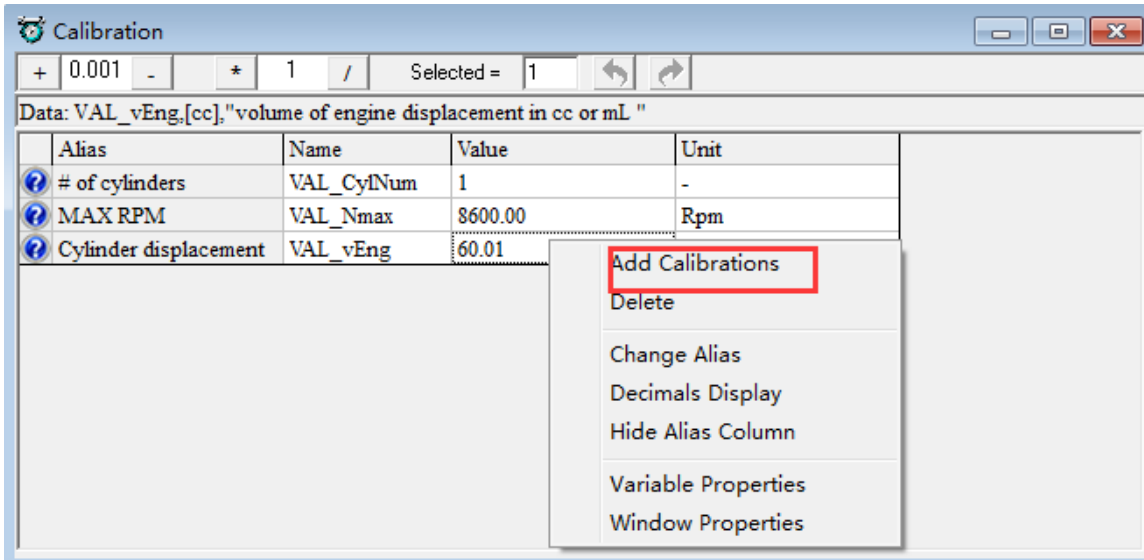 Calibration
+ 0.001 - * 1 / Selected = 1
Data: VAL_vEng,[cc],"volume of engine displacement in cc or mL "
Alias Name Value Unit
? # of cylinders VAL_CylNum 1 -
? MAX RPM VAL_Nmax 8600.00 Rpm
? Cylinder displacement VAL_vEng 60.01
Add Calibrations
Delete
Change Alias
Decimals Display
Hide Alias Column
Variable Properties
Window Properties